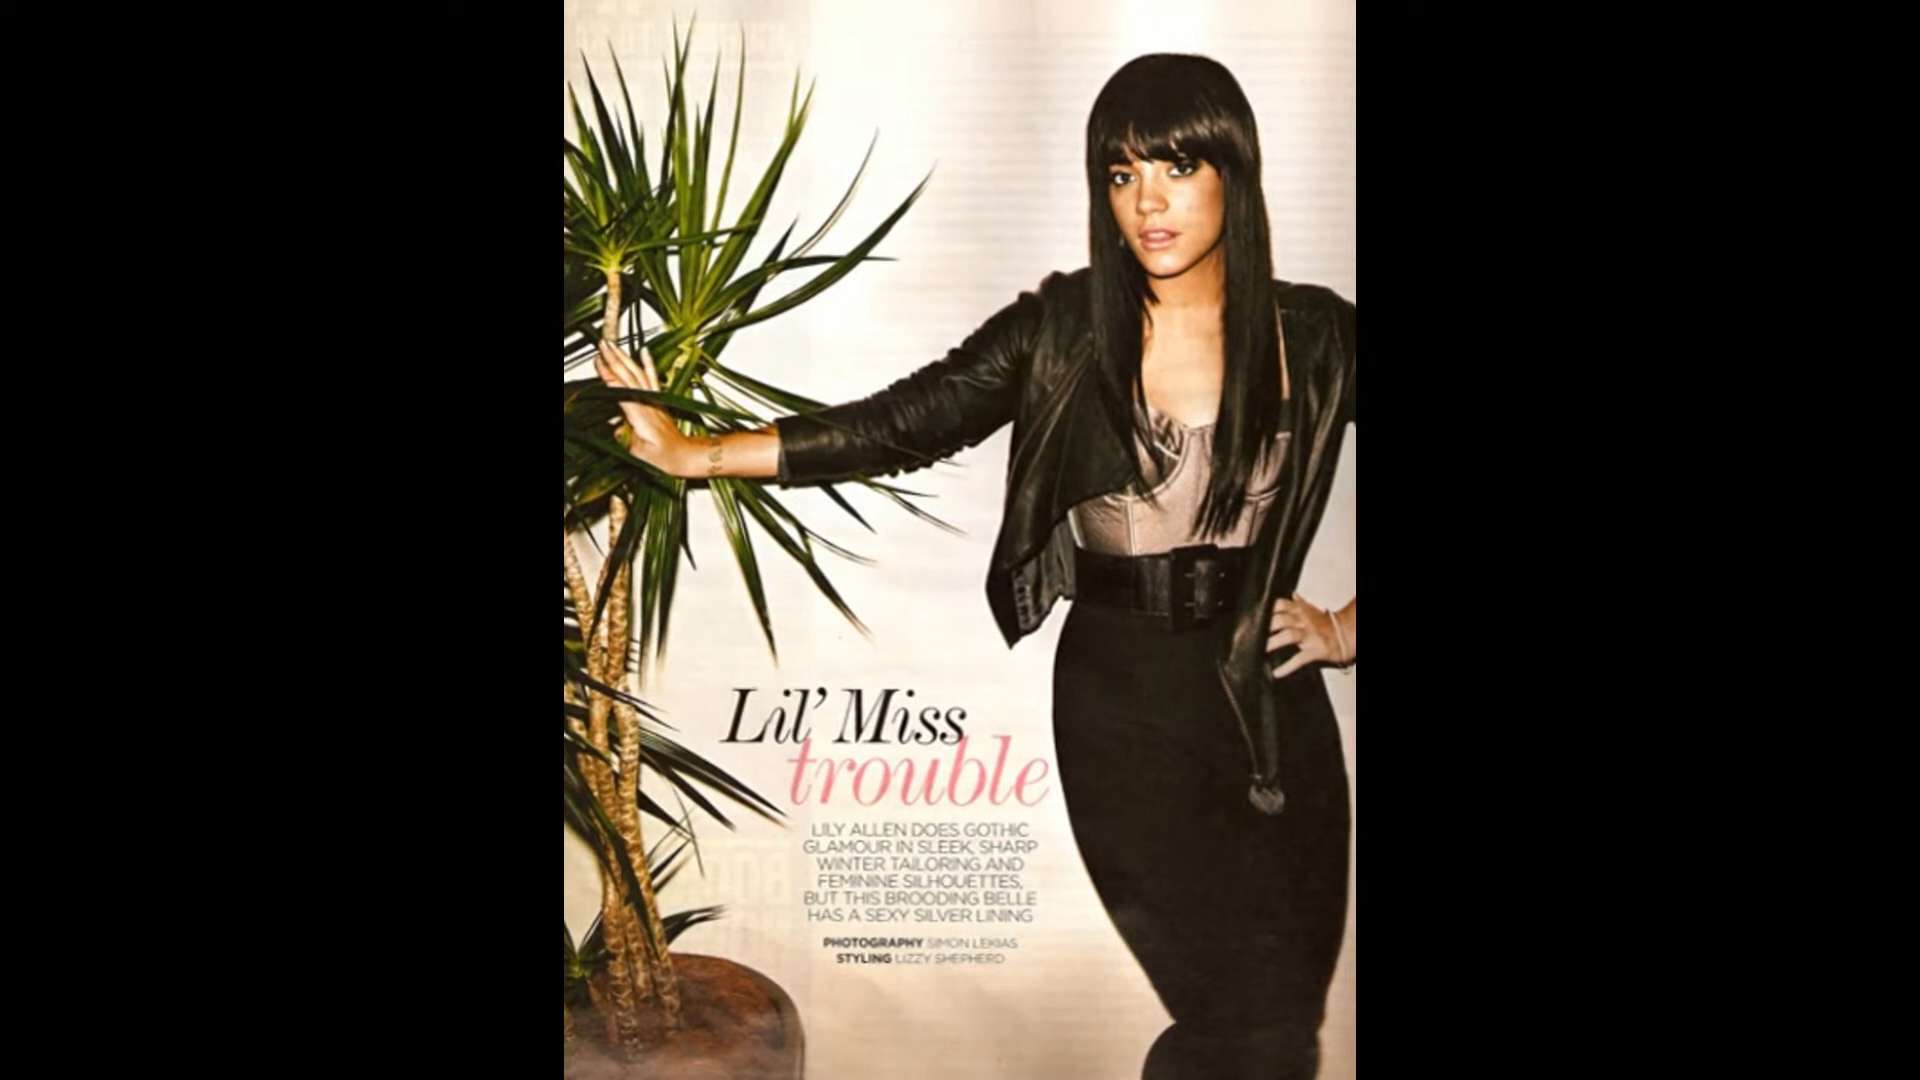 Lil' Miss
trouble
LILY ALLEN DOES GOTHIC
GLAMOUR IN SLEEK, SHARP
WINTER TAILORING AND
FEMININE SILHOUETTES,
BUT THIS BROODING BELLE
HAS A SEXY SILVER LINING
PHOTOGRAPHY SIMON LEKIAS
STYLING LIZZY SHEPHERD